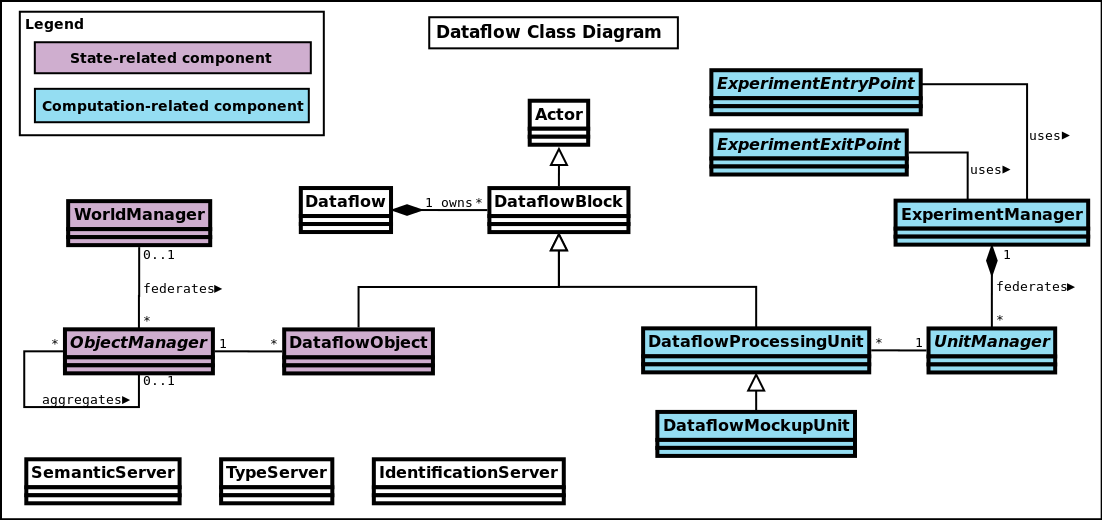 Legend
State-related component
Computation-related component
Dataflow Class Diagram
ExperimentEntryPoint
ExperimentExitPoint
uses▶
uses▶
Actor
Dataflow
1 owns *
DataflowBlock
WorldManager
0..1
federates▶
*
ExperimentManager
1
federates▶
*
* ObjectManager 1 * DataflowObject
0..1
aggregates▶
DataflowProcessingUnit * 1 UnitManager
DataflowMockupUnit
SemanticServer
TypeServer
IdentificationServer